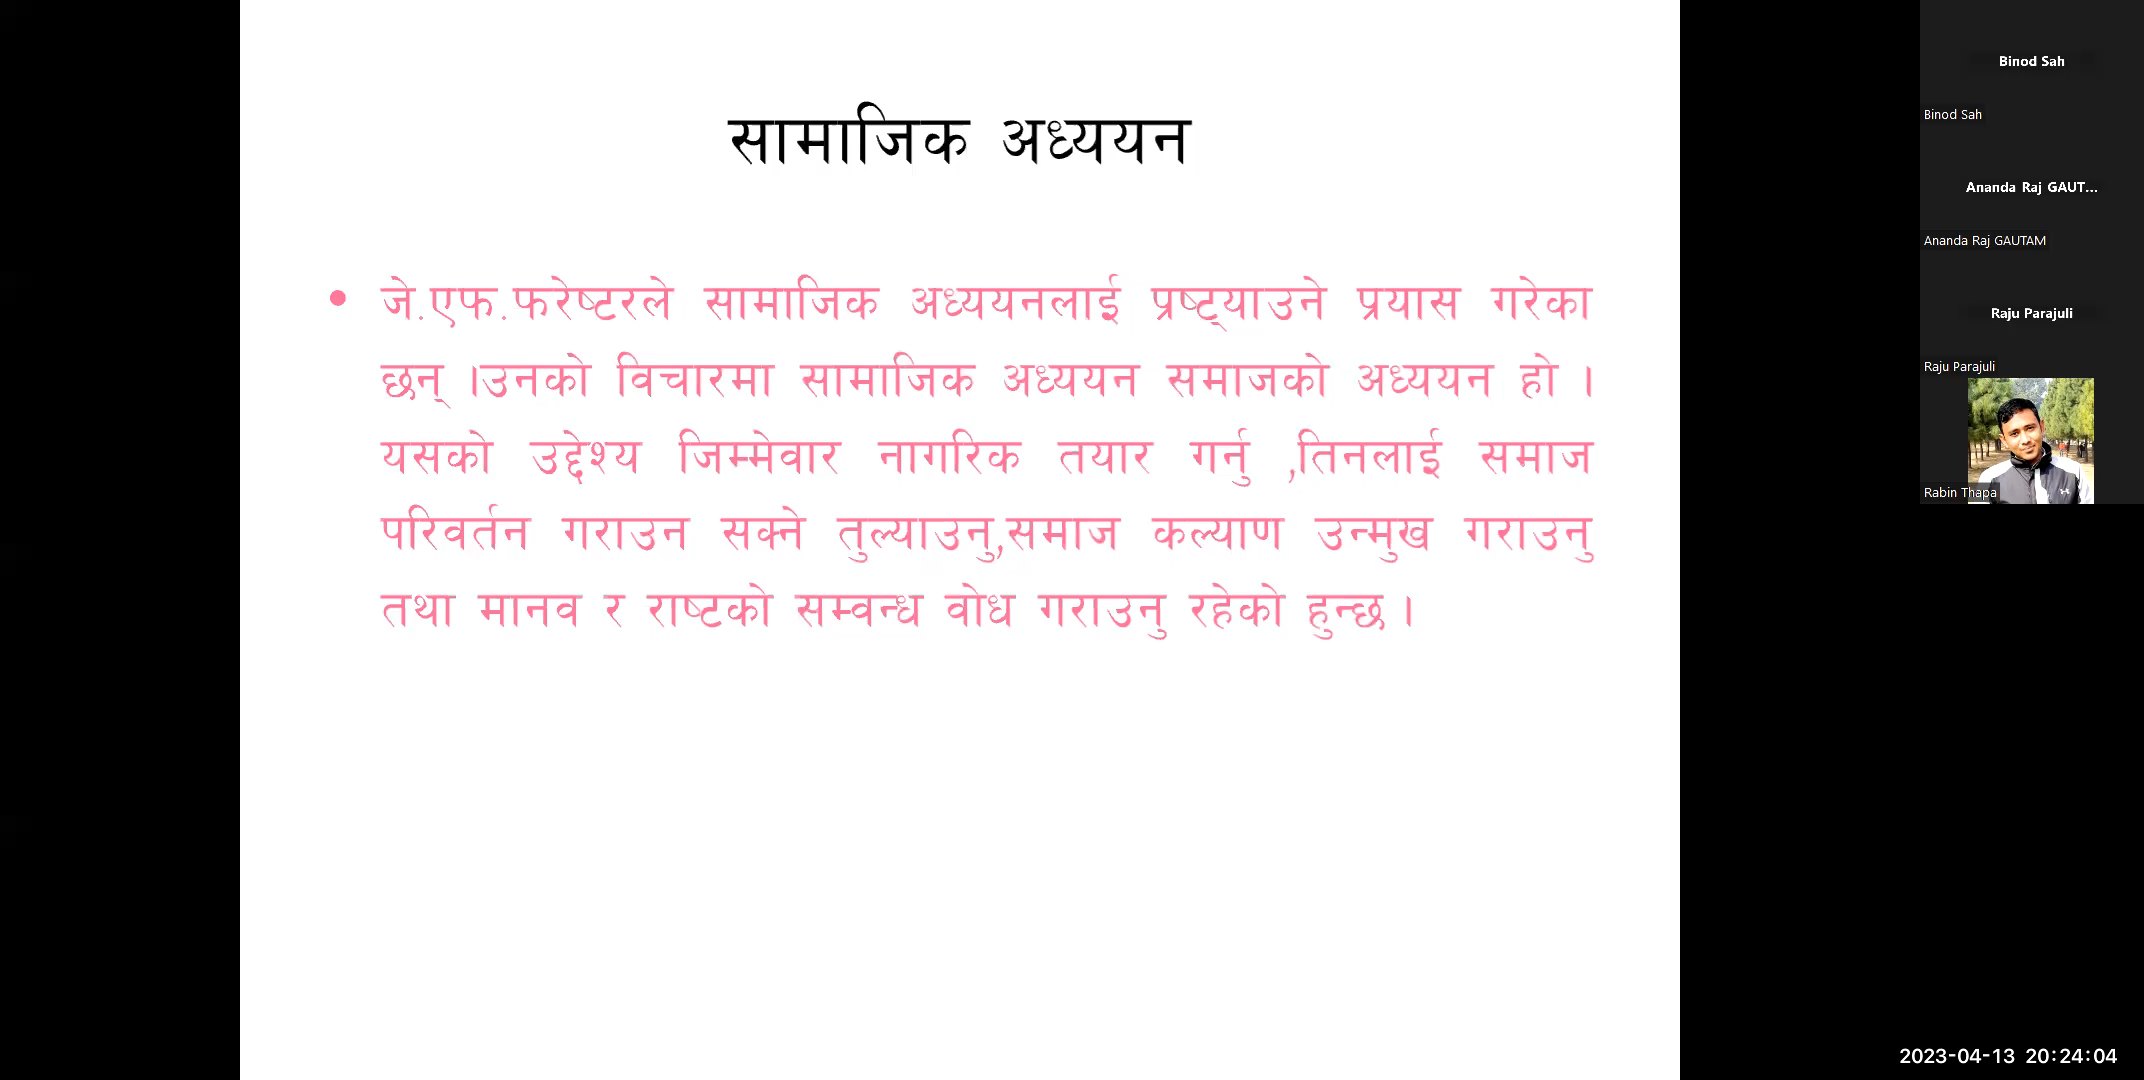 सामाजिक अध्ययन
• जे.एफ.फरेष्टरले सामाजिक अध्ययनलाई प्रष्ट्याउने प्रयास गरेका
छन् ।उनको विचारमा सामाजिक अध्ययन समाजको अध्ययन हो ।
यसको उद्देश्य जिम्मेवार नागरिक तयार गर्नु ,तिनलाई समाज
परिवर्तन गराउन सक्ने तुल्याउनु,समाज कल्याण उन्मुख गराउनु
तथा मानव र राष्टको सम्वन्ध वोध गराउनु रहेको हुन्छ ।
Binod Sah
Binod Sah
Ananda Raj GAUT...
Ananda Raj GAUTAM
Raju Parajuli
Raju Parajuli
Rabin Thapa
2023-04-13 20:24:04